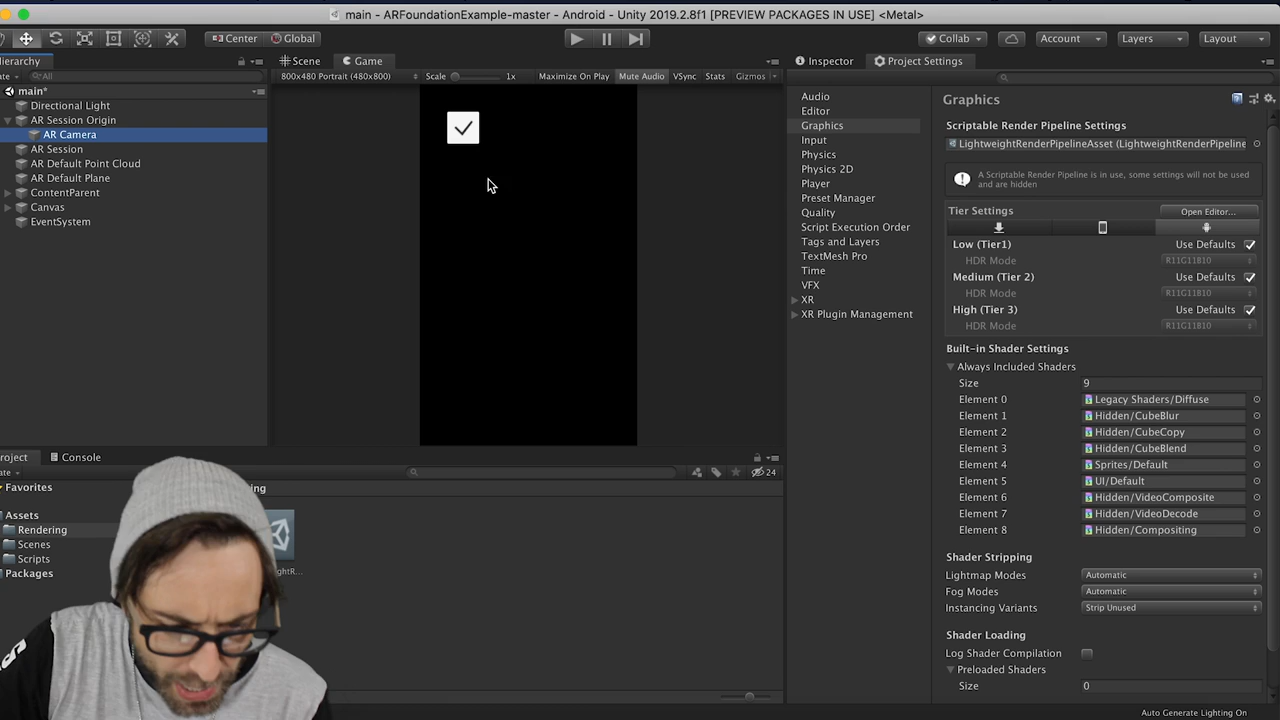 main - ARFoundationExample-master - Android - Unity 2019.2.8f1 [PREVIEW PACKAGES IN USE] <Metal>
Center Global Collab Account Layers Layout
Hierarchy
All
main*
Directional Light
AR Session Origin
AR Camera
AR Session
AR Default Point Cloud
AR Default Plane
ContentParent
Canvas
EventSystem
Scene Game
800x480 Portrait (480x800) Scale 1x Maximize On Play Mute Audio VSync Stats Gizmos
Inspector Project Settings
Audio
Editor
Graphics
Input
Physics
Physics 2D
Player
Preset Manager
Quality
Script Execution Order
Tags and Layers
TextMesh Pro
Time
VFX
XR
XR Plugin Management
Graphics
Scriptable Render Pipeline Settings
LightweightRenderPipelineAsset (LightweightRenderPipeline
A Scriptable Render Pipeline is in use, some settings will not be used
and are hidden
Tier Settings Open Editor...
Low (Tier1) Use Defaults
HDR Mode R11G11B10
Medium (Tier 2) Use Defaults
HDR Mode R11G11B10
High (Tier 3) Use Defaults
HDR Mode R11G11B10
Built-in Shader Settings
Always Included Shaders
Size 9
Element 0 Legacy Shaders/Diffuse
Element 1 Hidden/CubeBlur
Element 2 Hidden/CubeCopy
Element 3 Hidden/CubeBlend
Element 4 Sprites/Default
Element 5 UI/Default
Element 6 Hidden/VideoComposite
Element 7 Hidden/VideoDecode
Element 8 Hidden/Compositing
Shader Stripping
Lightmap Modes Automatic
Fog Modes Automatic
Instancing Variants Strip Unused
Shader Loading
Log Shader Compilation
Preloaded Shaders
Size 0
Project Console
24
Favorites
Assets
Rendering
Scenes
Scripts
Packages
Auto Generate Lighting On